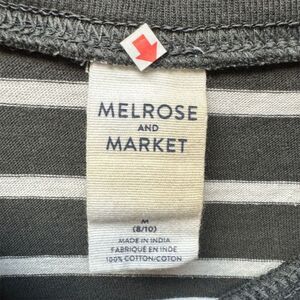 MELROSE
AND
MARKET
M
(8/10)
MADE IN INDIA
FABRIQUÉ EN INDE
100% COTTON/COTON